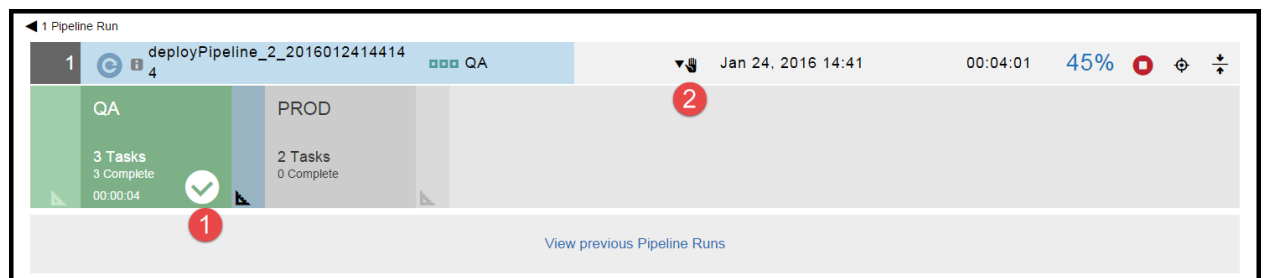 1 Pipeline Run
1 deployPipeline_2_2016012414414
4
QA Jan 24, 2016 14:41 00:04:01 45%
2
QA PROD
3 Tasks 2 Tasks
3 Complete 0 Complete
00:00:04
1
View previous Pipeline Runs